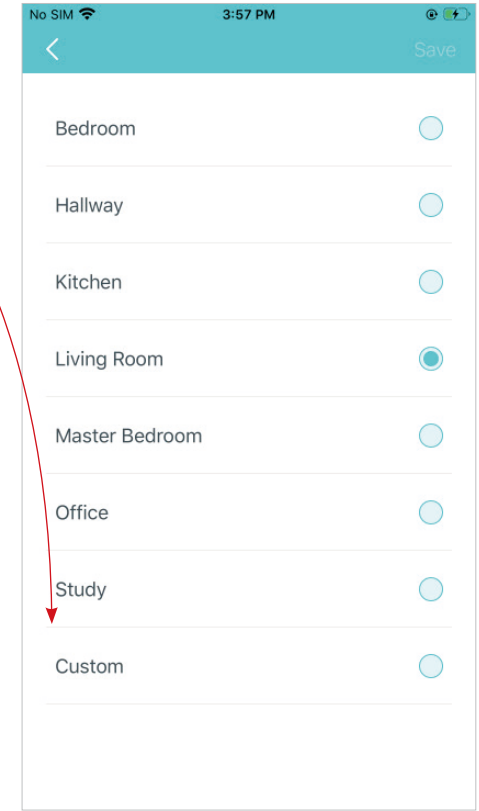 No SIM 3:57 PM
Save
Bedroom
Hallway
Kitchen
Living Room
Master Bedroom
Office
Study
Custom